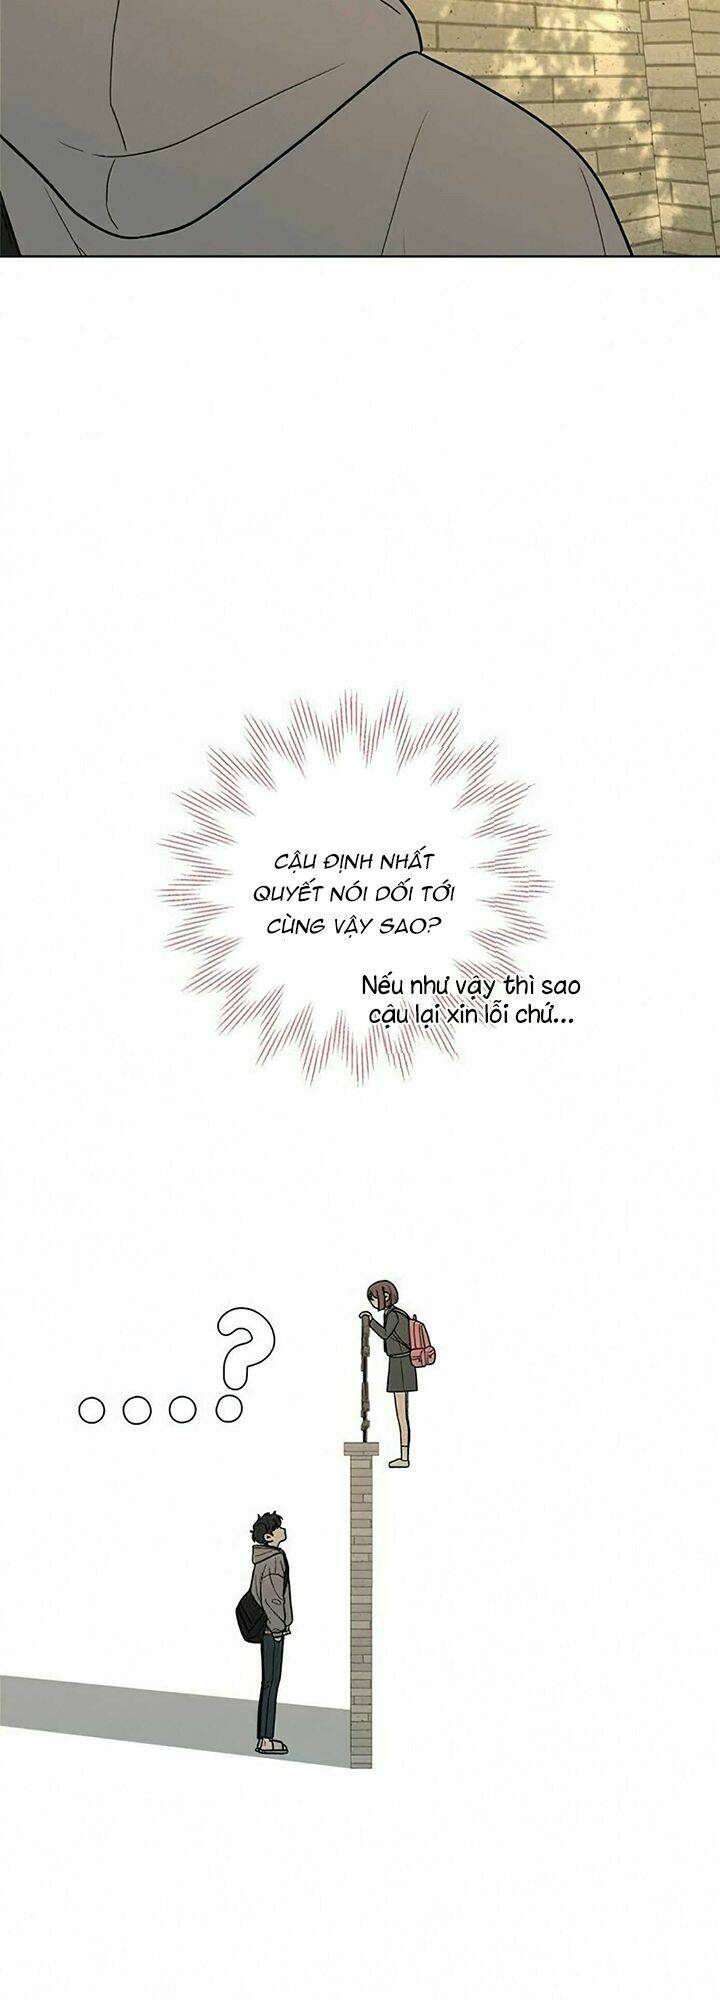 CẬU ĐỊNH NHẤT
QUYẾT NÓI DỐI TỚI
CÙNG VẬY SAO?
Nếu như vậy thì sao
cậu lại xin lỗi chứ...
....?